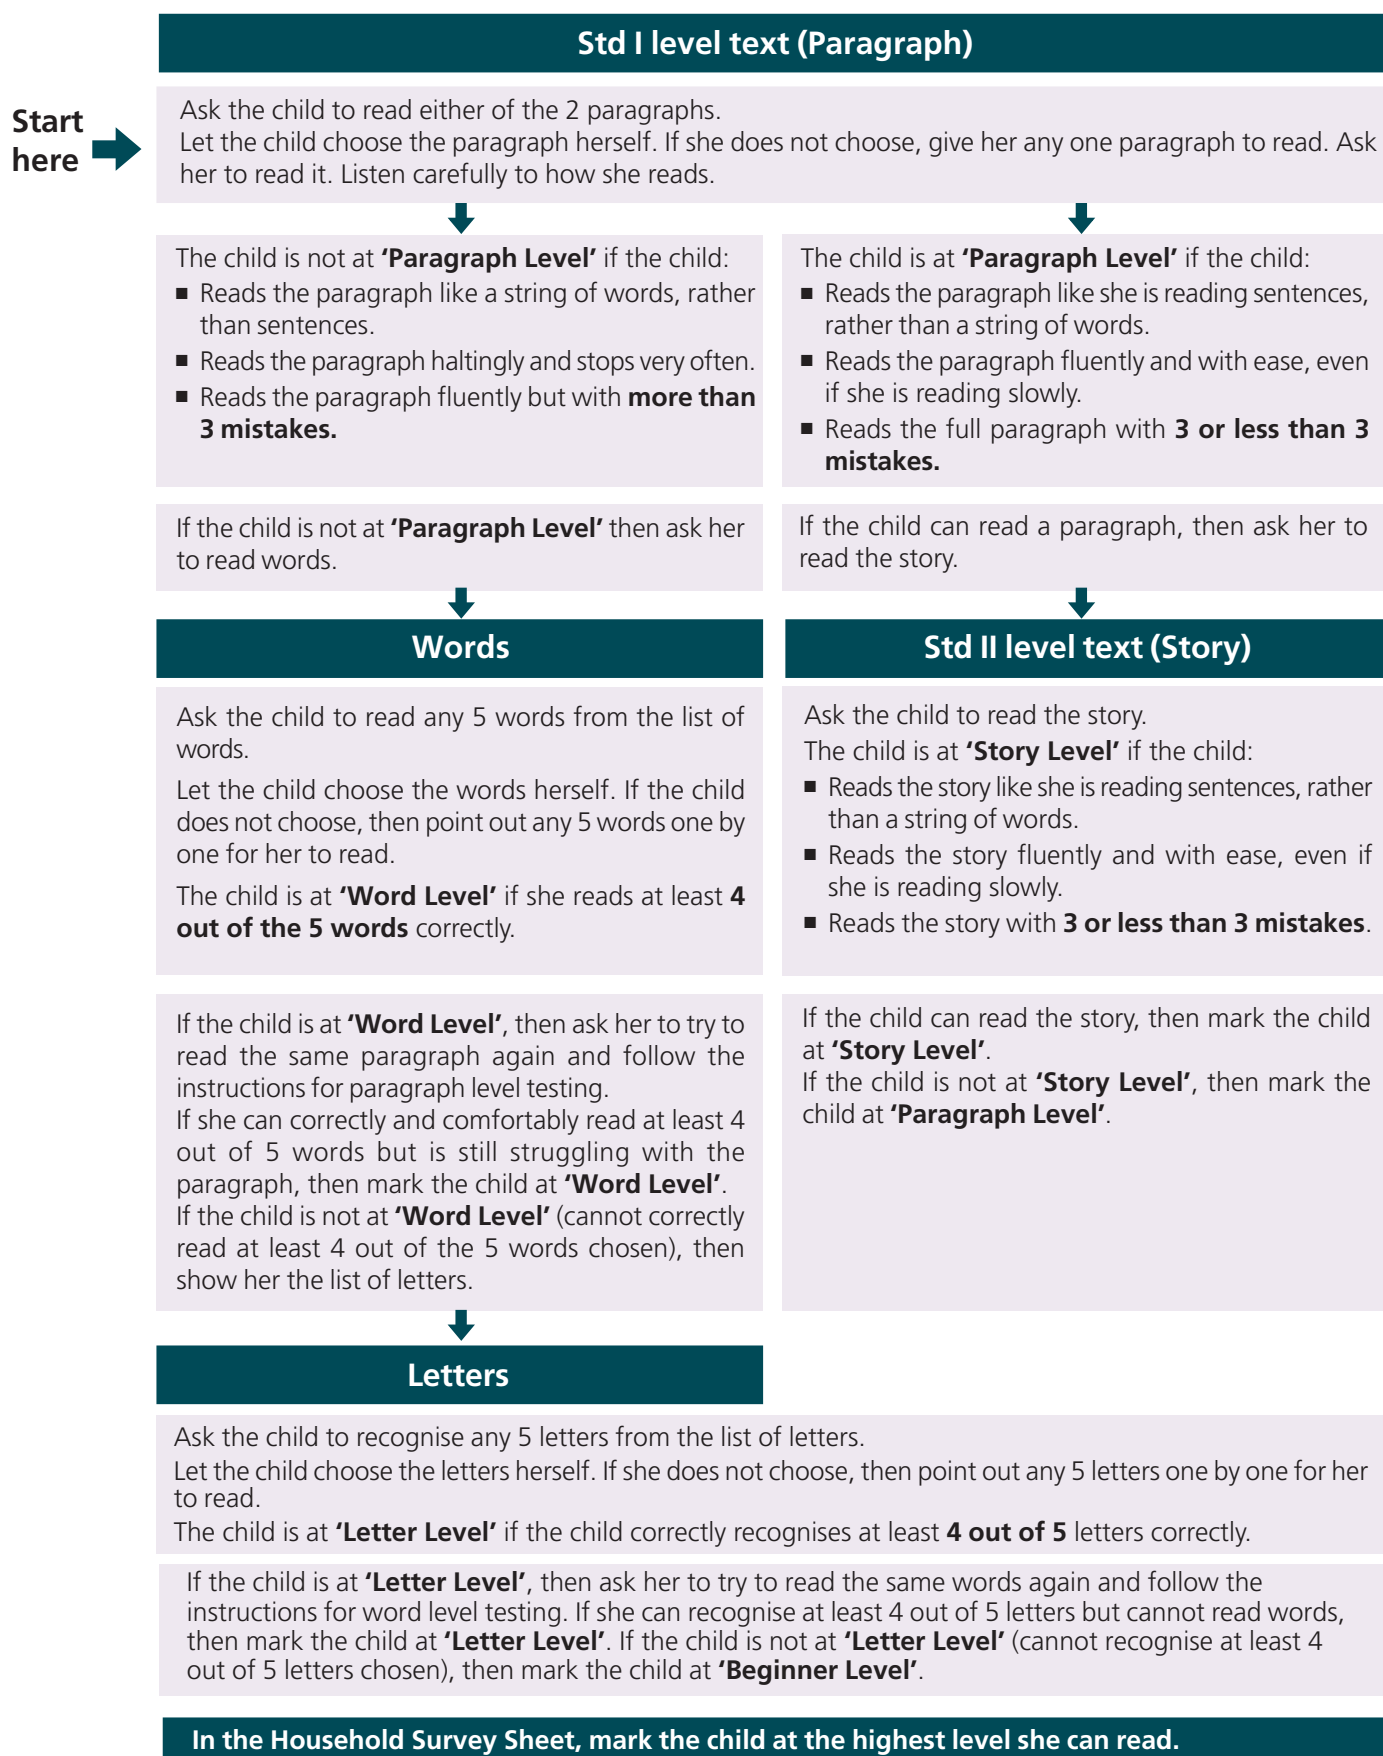 Std I level text (Paragraph)
Start
here
Ask the child to read either of the 2 paragraphs.
Let the child choose the paragraph herself. If she does not choose, give her any one paragraph to read. Ask
her to read it. Listen carefully to how she reads.
The child is not at 'Paragraph Level' if the child:
■ Reads the paragraph like a string of words, rather
than sentences.
■ Reads the paragraph haltingly and stops very often.
■ Reads the paragraph fluently but with more than
3 mistakes.
If the child is not at 'Paragraph Level' then ask her
to read words.
The child is at 'Paragraph Level' if the child:
■ Reads the paragraph like she is reading sentences,
rather than a string of words.
■ Reads the paragraph fluently and with ease, even
if she is reading slowly.
■ Reads the full paragraph with 3 or less than 3
mistakes.
If the child can read a paragraph, then ask her to
read the story.
Words
Ask the child to read any 5 words from the list of
words.
Let the child choose the words herself. If the child
does not choose, then point out any 5 words one by
one for her to read.
The child is at 'Word Level' if she reads at least 4
out of the 5 words correctly.
If the child is at 'Word Level', then ask her to try to
read the same paragraph again and follow the
instructions for paragraph level testing.
If she can correctly and comfortably read at least 4
out of 5 words but is still struggling with the
paragraph, then mark the child at 'Word Level'.
If the child is not at 'Word Level' (cannot correctly
read at least 4 out of the 5 words chosen), then
show her the list of letters.
Std II level text (Story)
Ask the child to read the story.
The child is at 'Story Level' if the child:
■ Reads the story like she is reading sentences, rather
than a string of words.
■ Reads the story fluently and with ease, even if
she is reading slowly.
■ Reads the story with 3 or less than 3 mistakes.
If the child can read the story, then mark the child
at 'Story Level'.
If the child is not at 'Story Level', then mark the
child at 'Paragraph Level'.
Letters
Ask the child to recognise any 5 letters from the list of letters.
Let the child choose the letters herself. If she does not choose, then point out any 5 letters one by one for her
to read.
The child is at 'Letter Level' if the child correctly recognises at least 4 out of 5 letters correctly.
If the child is at 'Letter Level', then ask her to try to read the same words again and follow the
instructions for word level testing. If she can recognise at least 4 out of 5 letters but cannot read words,
then mark the child at 'Letter Level'. If the child is not at 'Letter Level' (cannot recognise at least 4
out of 5 letters chosen), then mark the child at 'Beginner Level'.
In the Household Survey Sheet, mark the child at the highest level she can read.